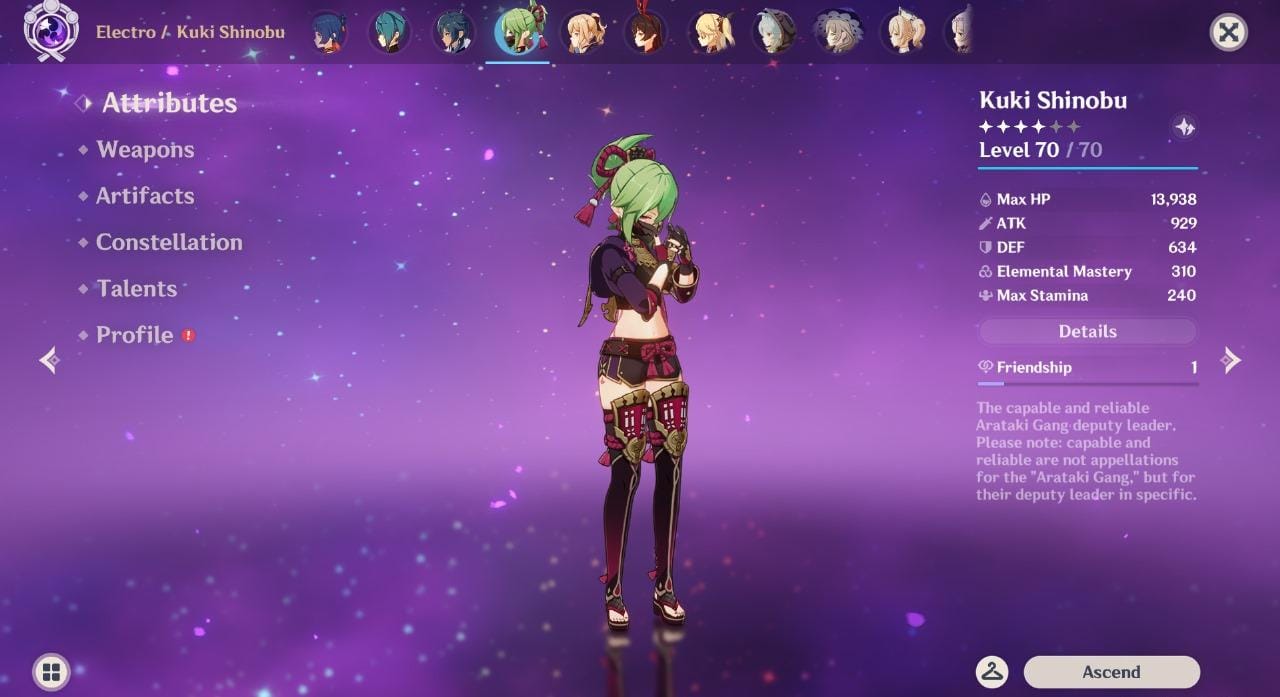 Electro / Kuki Shinobu
Attributes
Weapons
Artifacts
Constellation
Talents
Profile !
Kuki Shinobu
Level 70 / 70
Max HP 13,938
ATK 929
DEF 634
Elemental Mastery 310
Max Stamina 240
Details
Friendship 1
The capable and reliable
Arataki Gang deputy leader.
Please note: capable and
reliable are not appellations
for the "Arataki Gang," but for
their deputy leader in specific.
Ascend